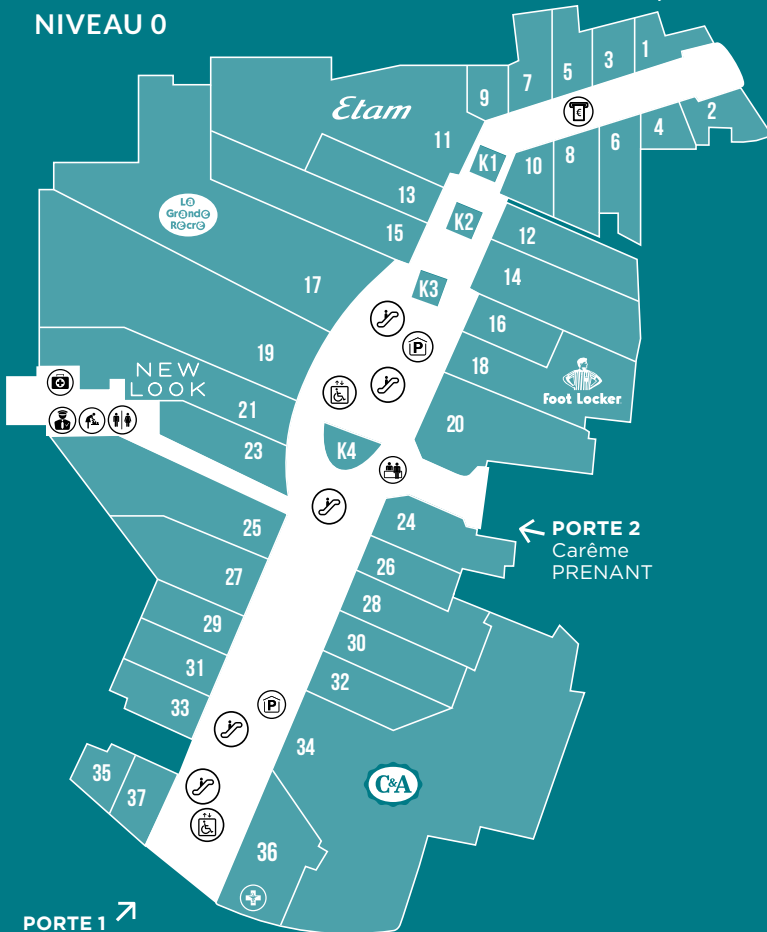 NIVEAU 0
1
3
5
7
9
2
4
6
8
10
Etam
11
K1
13
K2
15
12
La
Grande
Récré
17
K3
14
16
P
18
Foot Locker
19
NEW
LOOK
21
20
23
K4
25
24
PORTE 2
Carême
PRENANT
27
26
28
29
30
31
32
33
P
34
35
37
C&A
36
PORTE 1